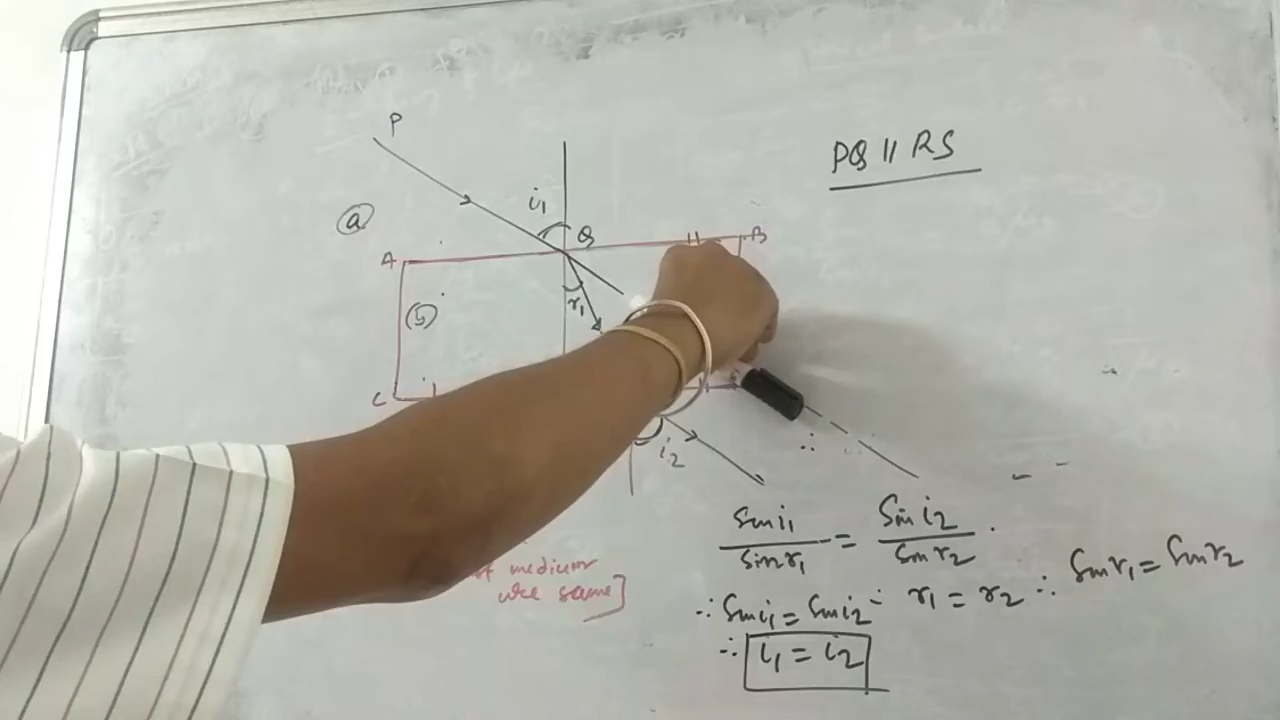 P
PQ || RS
i₁
(a)
Q
B
A
(b)
r₁
C
i₂
sin i₁ / sin r₁ = sin i₂ / sin r₂
medium
are same]
∴ sin i₁ = sin i₂ ∵ r₁ = r₂ ∴ sin r₁ = sin r₂
∴ i₁ = i₂